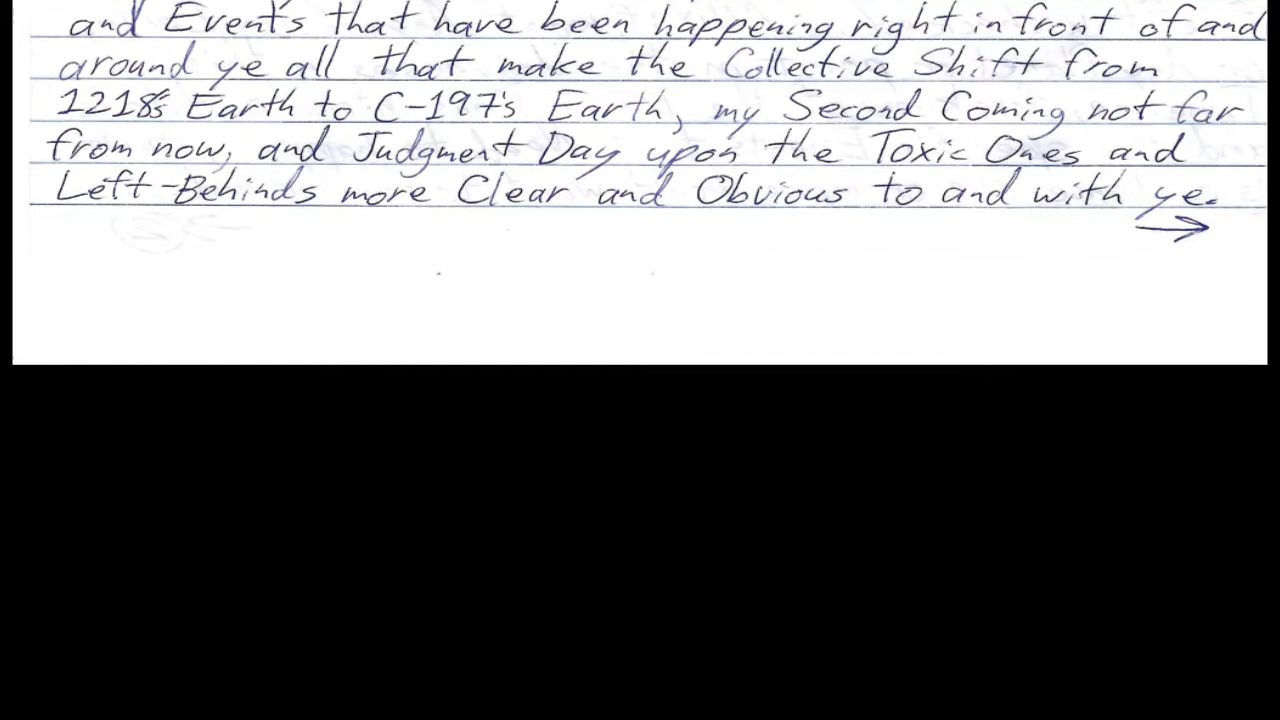 and Events that have been happening right in front of and
around ye all that make the Collective Shift from
1218's Earth to C-197's Earth, my Second Coming not far
from now, and Judgment Day upon the Toxic Ones and
Left-Behinds more Clear and Obvious to and with ye.
→